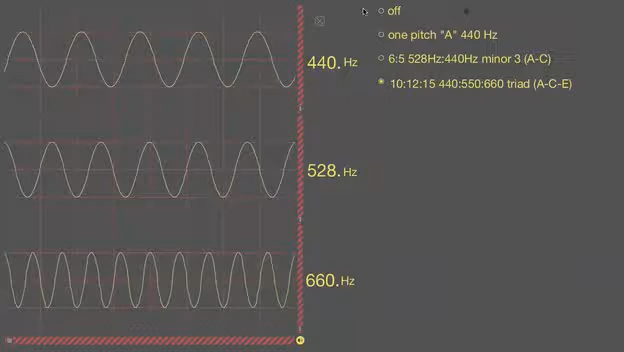 off
one pitch "A" 440 Hz
440. Hz
6:5 528Hz:440Hz minor 3 (A-C)
10:12:15 440:550:660 triad (A-C-E)
528. Hz
660. Hz